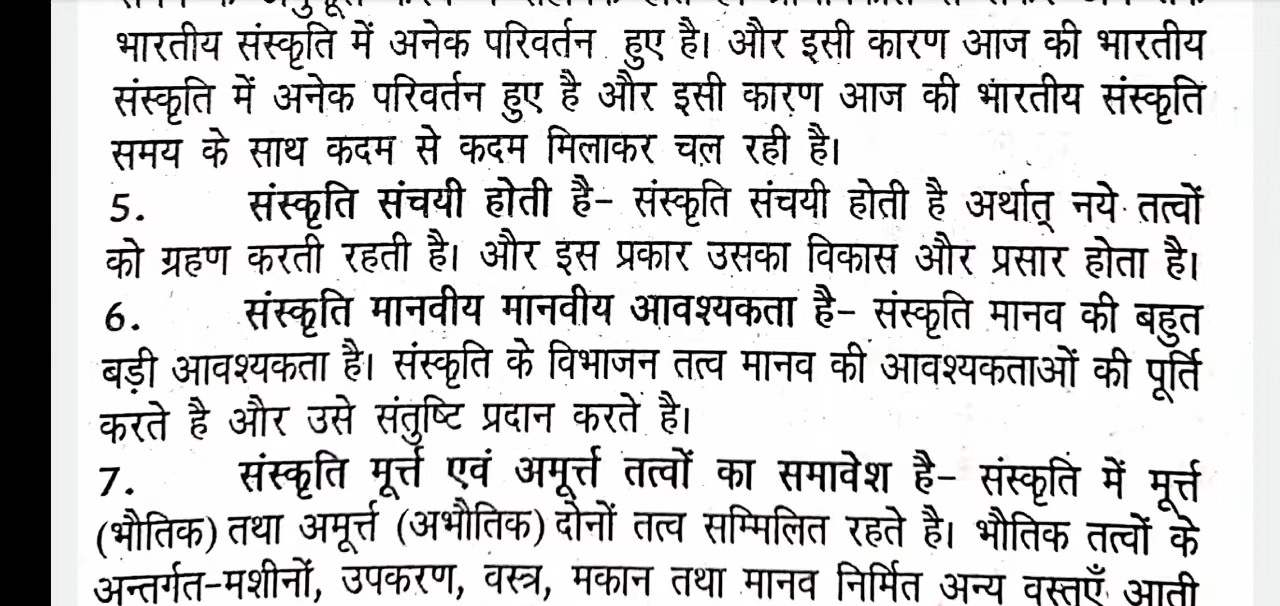 भारतीय संस्कृति में अनेक परिवर्तन हुए है। और इसी कारण आज की भारतीय
संस्कृति में अनेक परिवर्तन हुए है और इसी कारण आज की भारतीय संस्कृति
समय के साथ कदम से कदम मिलाकर चल रही है।
5. संस्कृति संचयी होती है- संस्कृति संचयी होती है अर्थात् नये तत्वों
को ग्रहण करती रहती है। और इस प्रकार उसका विकास और प्रसार होता है।
6. संस्कृति मानवीय मानवीय आवश्यकता है- संस्कृति मानव की बहुत
बड़ी आवश्यकता है। संस्कृति के विभाजन तत्व मानव की आवश्यकताओं की पूर्ति
करते है और उसे संतुष्टि प्रदान करते है।
7. संस्कृति मूर्त्त एवं अमूर्त्त तत्वों का समावेश है- संस्कृति में मूर्त्त
(भौतिक) तथा अमूर्त्त (अभौतिक) दोनों तत्व सम्मिलित रहते है। भौतिक तत्वों के
अन्तर्गत-मशीनों, उपकरण, वस्त्र, मकान तथा मानव निर्मित अन्य वस्तुएँ आती